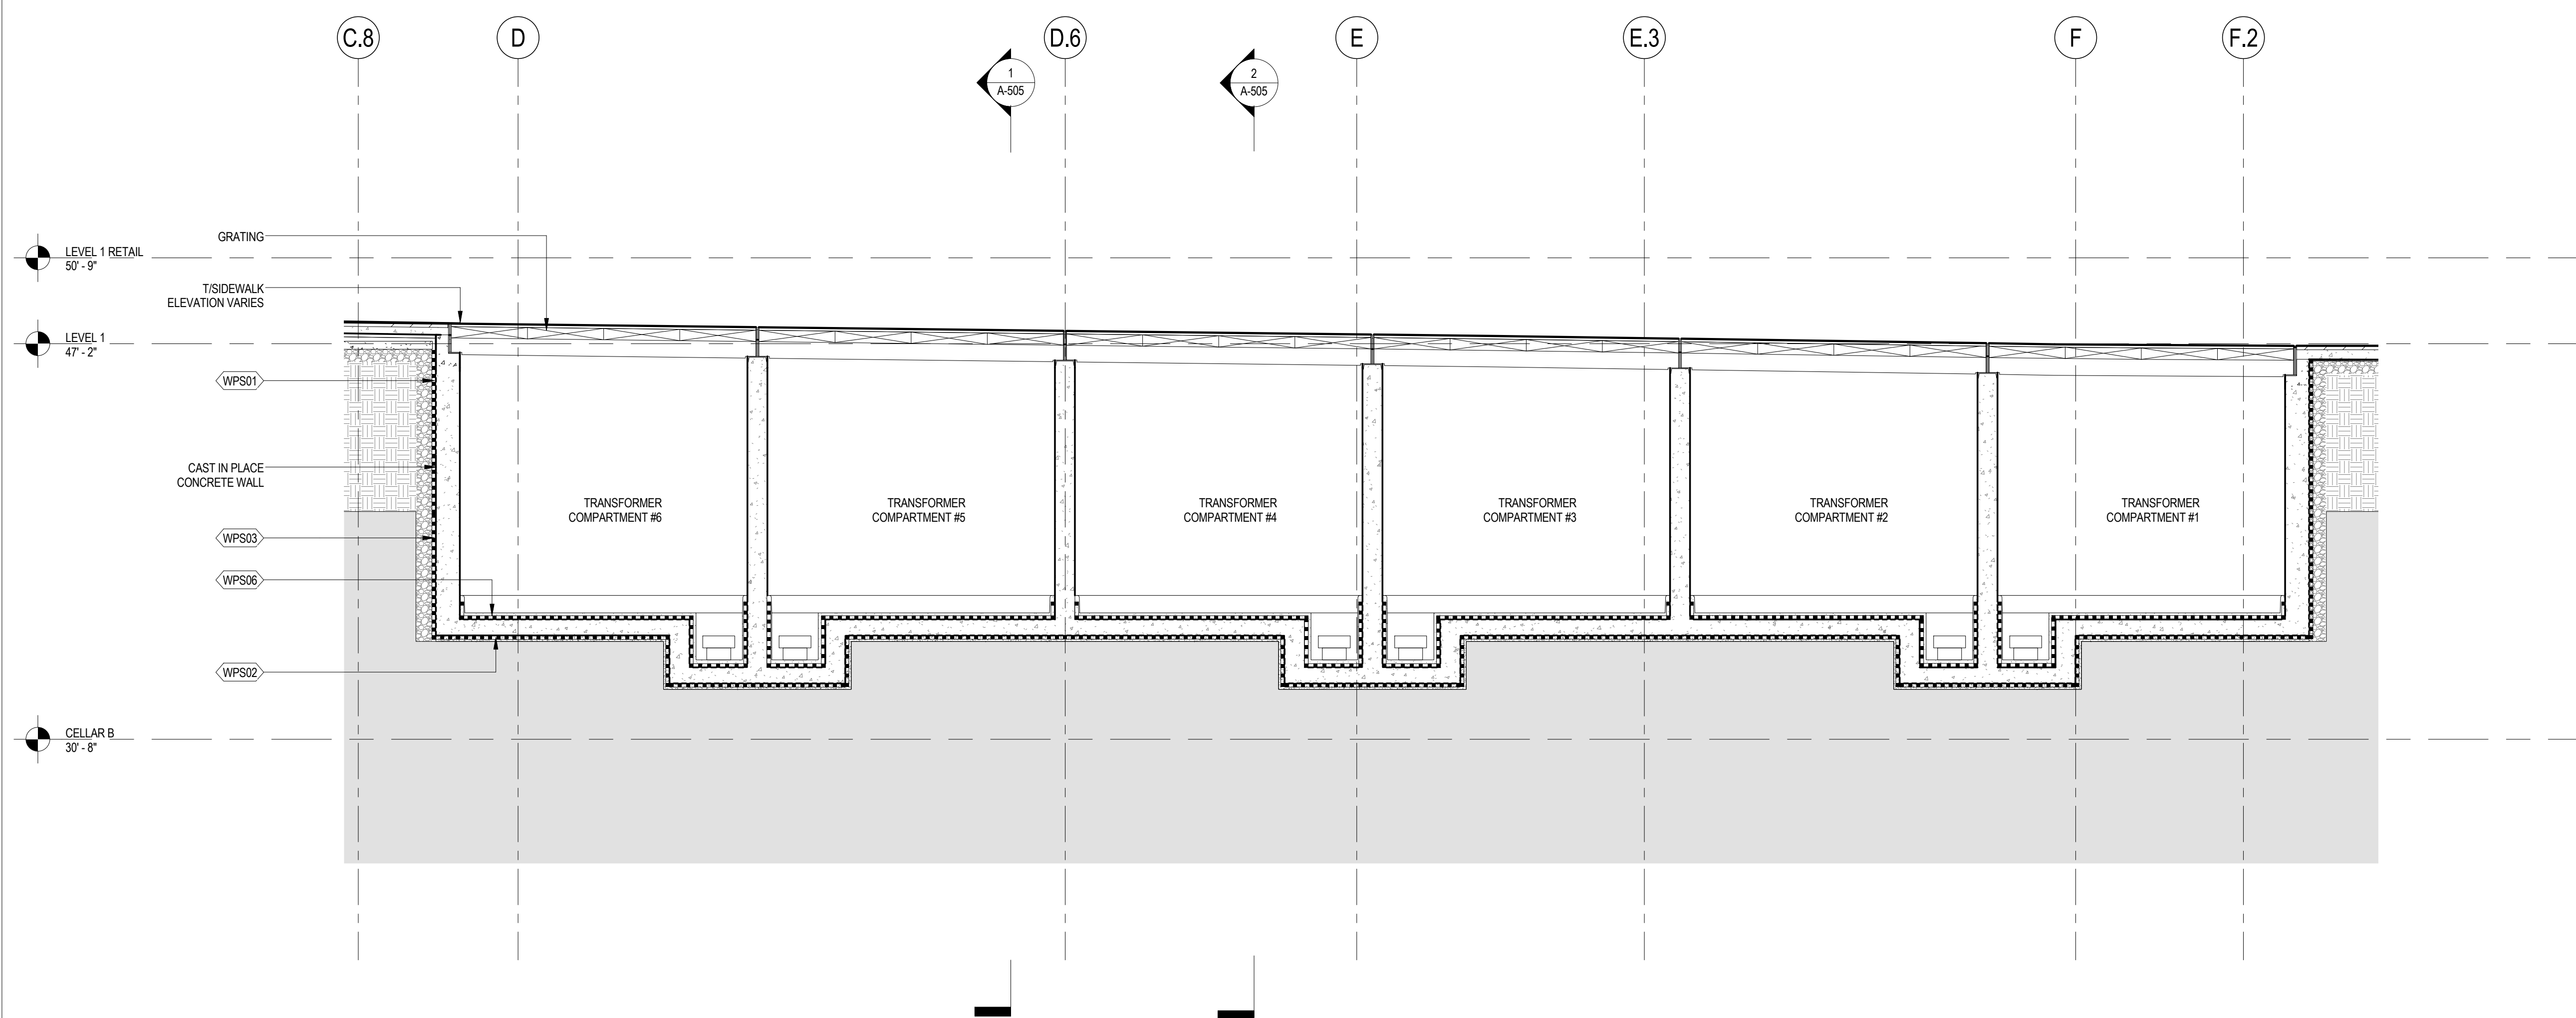 C.8
D
D.6
E
E.3
F
F.2
1
A-505
2
A-505
GRATING
LEVEL 1 RETAIL
50' - 9"
T/SIDEWALK
ELEVATION VARIES
LEVEL 1
47' - 2"
WPS01
CAST IN PLACE
CONCRETE WALL
TRANSFORMER
COMPARTMENT #6
TRANSFORMER
COMPARTMENT #5
TRANSFORMER
COMPARTMENT #4
TRANSFORMER
COMPARTMENT #3
TRANSFORMER
COMPARTMENT #2
TRANSFORMER
COMPARTMENT #1
WPS03
WPS06
WPS02
CELLAR B
30' - 8"